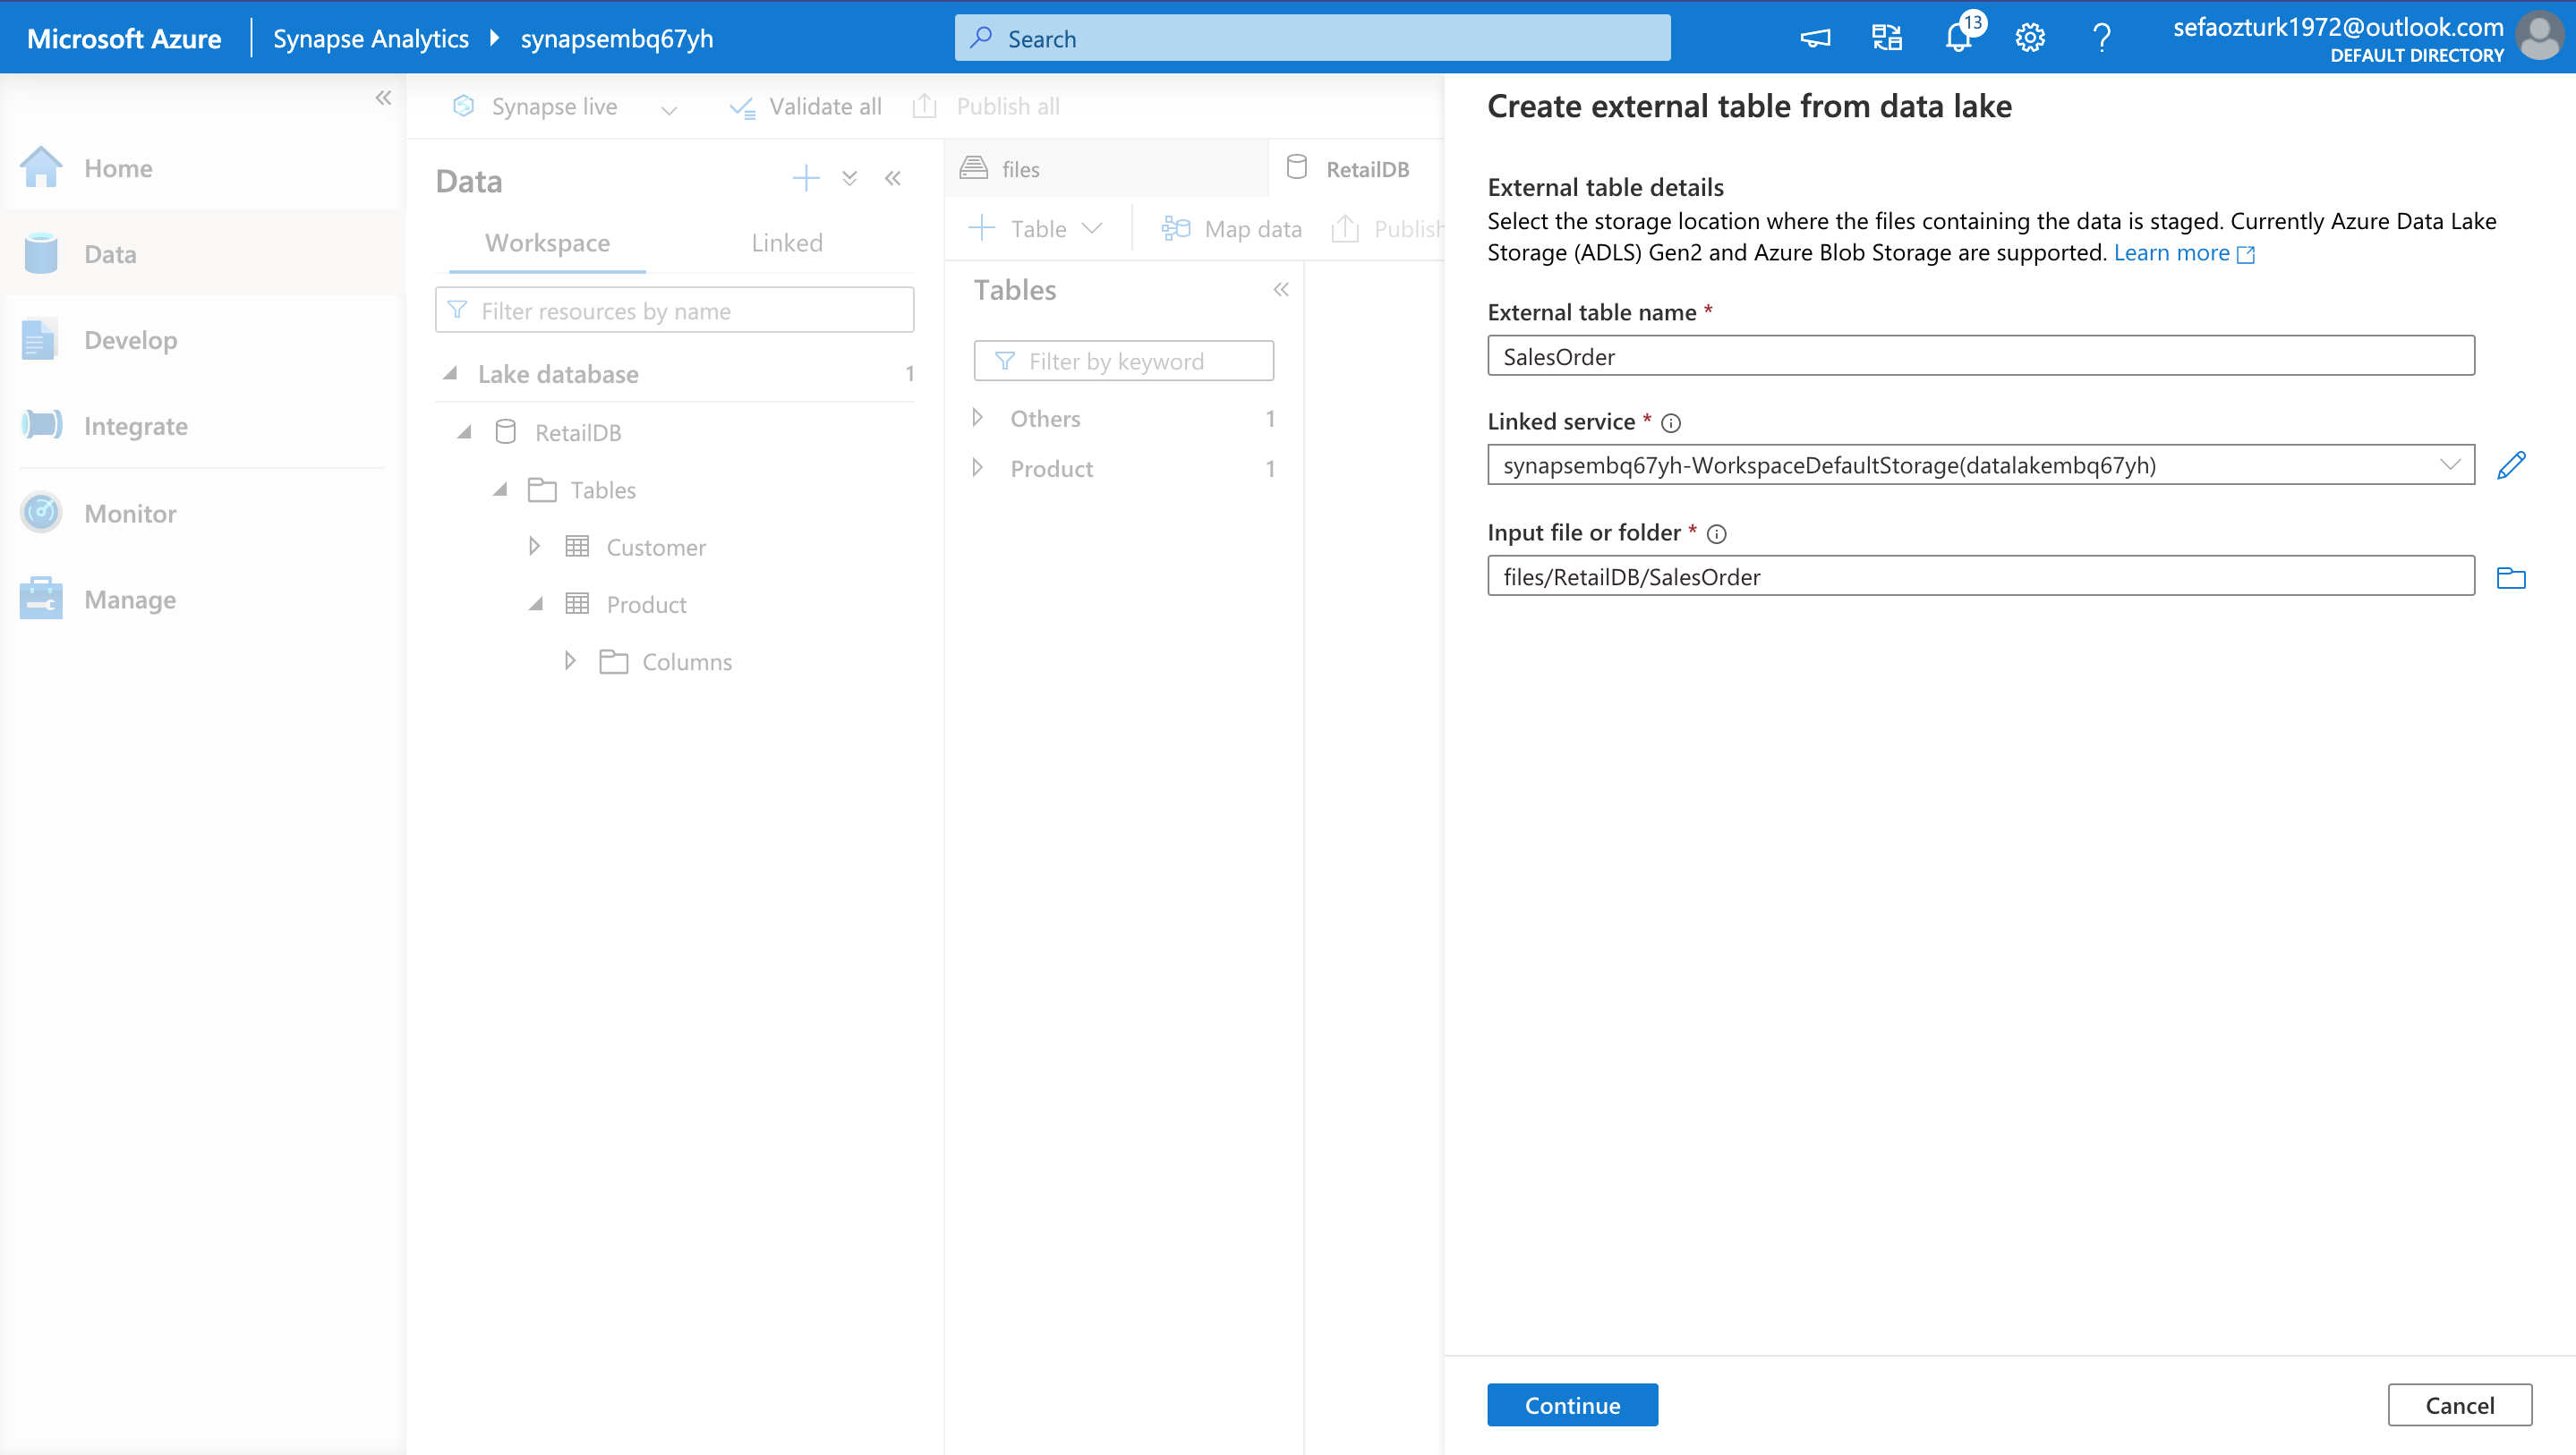 Microsoft Azure
Synapse Analytics
synapsembq67yh
Search
13
sefaozturk1972@outlook.com
DEFAULT DIRECTORY
Home
Data
Develop
Integrate
Monitor
Manage
Synapse live
Validate all
Publish all
Data
Workspace
Linked
Filter resources by name
Lake database 1
RetailDB
Tables
Customer
Product
Columns
files
RetailDB
Table
Map data
Publish
Tables
Filter by keyword
Others 1
Product 1
Create external table from data lake
External table details
Select the storage location where the files containing the data is staged. Currently Azure Data Lake
Storage (ADLS) Gen2 and Azure Blob Storage are supported. Learn more
External table name *
SalesOrder
Linked service *
synapsembq67yh-WorkspaceDefaultStorage(datalakembq67yh)
Input file or folder *
files/RetailDB/SalesOrder
Continue
Cancel